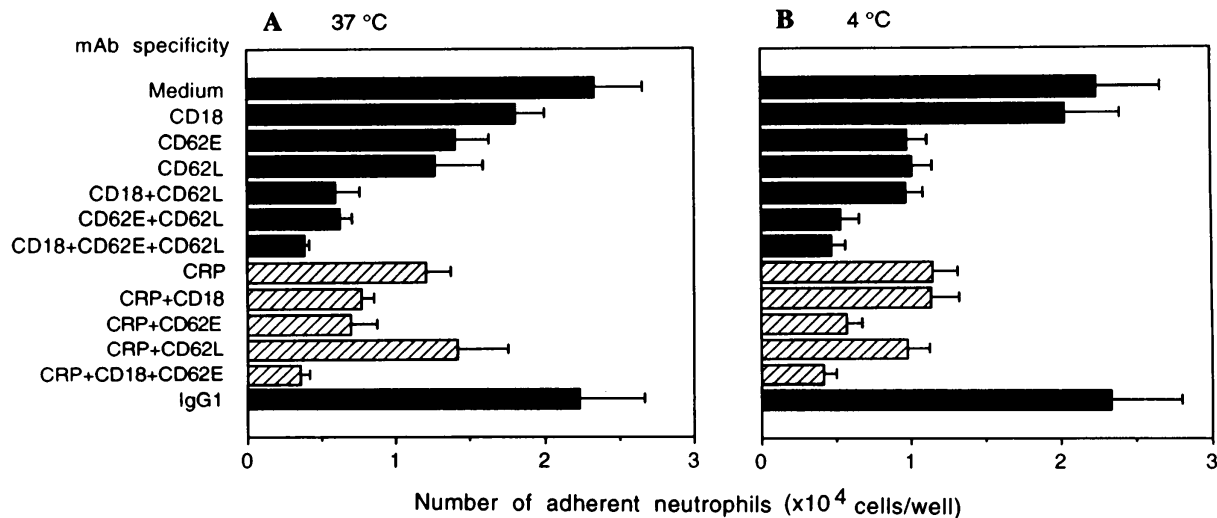 A 37 °C
B 4 °C
mAb specificity
Medium
CD18
CD62E
CD62L
CD18+CD62L
CD62E+CD62L
CD18+CD62E+CD62L
CRP
CRP+CD18
CRP+CD62E
CRP+CD62L
CRP+CD18+CD62E
IgG1
0 1 2 3
0 1 2 3
Number of adherent neutrophils (x10⁴ cells/well)